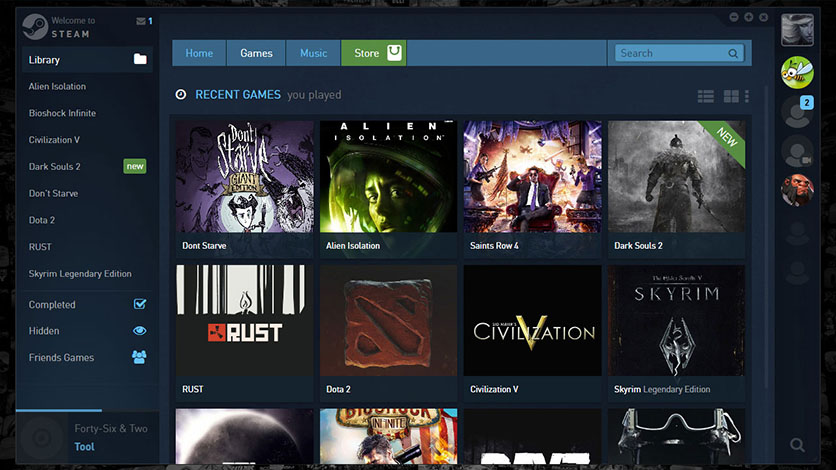 Welcome to
STEAM
1
Library
Alien Isolation
Bioshock Infinite
Civilization V
Dark Souls 2
new
Don't Starve
Dota 2
RUST
Skyrim Legendary Edition
Completed
Hidden
Friends Games
Forty-Six & Two
Tool
Home
Games
Music
Store
Search
RECENT GAMES you played
Don't
Starve
GIANT
EDITION
Dont Starve
ALIEN
ISOLATION
Alien Isolation
Saints Row 4
NEW
Dark Souls 2
RUST
RUST
Dota 2
SID MEIER'S
CIVILIZATION
V
Civilization V
The Elder Scrolls V
SKYRIM
Skyrim Legendary Edition
BIOSHOCK
INFINITE
DAYZ
2